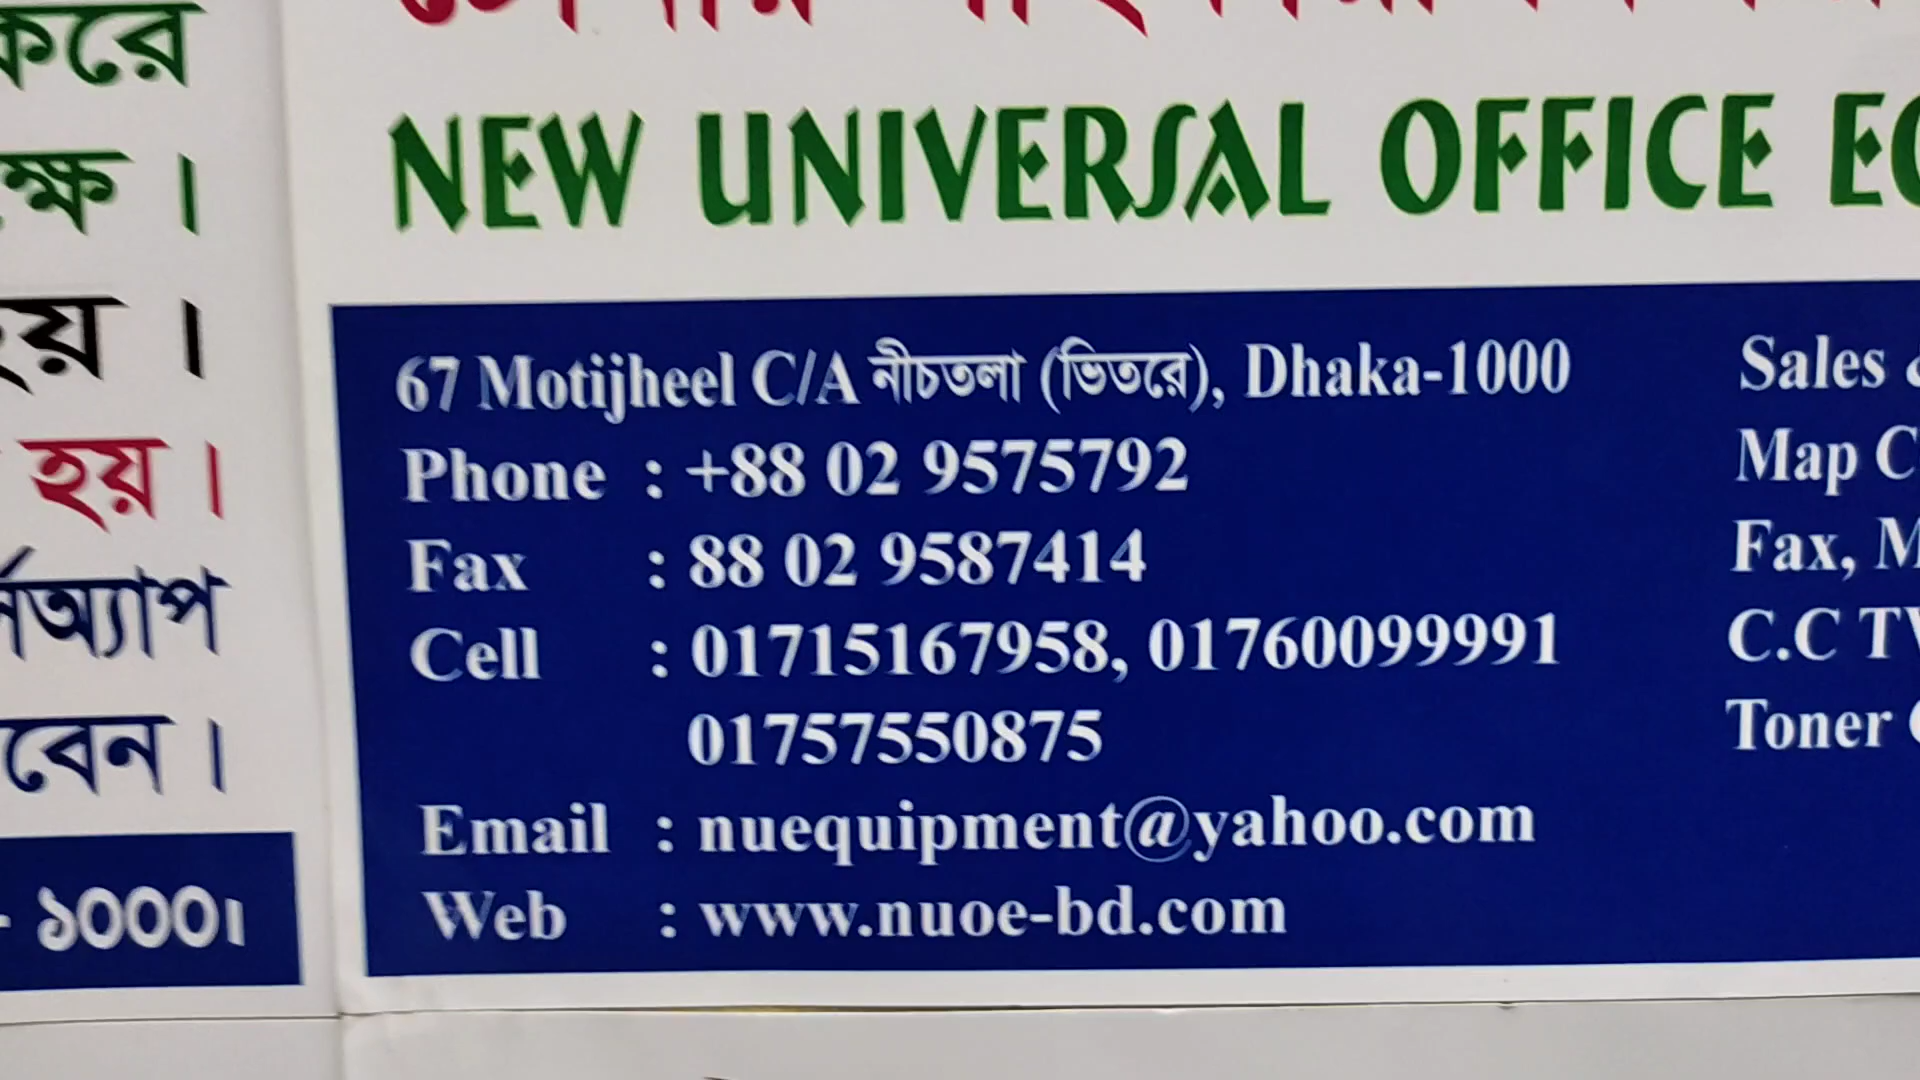 করে
।
হয় ।
বেন ।
১০০০।
NEW UNIVERSAL OFFICE
67 Motijheel C/A নীচতলা (ভিতরে), Dhaka-1000
Phone : +88 02 9575792
Fax : 88 02 9587414
Cell : 01715167958, 01760099991
01757550875
Email : nuequipment@yahoo.com
Web : www.nuoe-bd.com
Sales
Map
Fax,
C.C
Toner